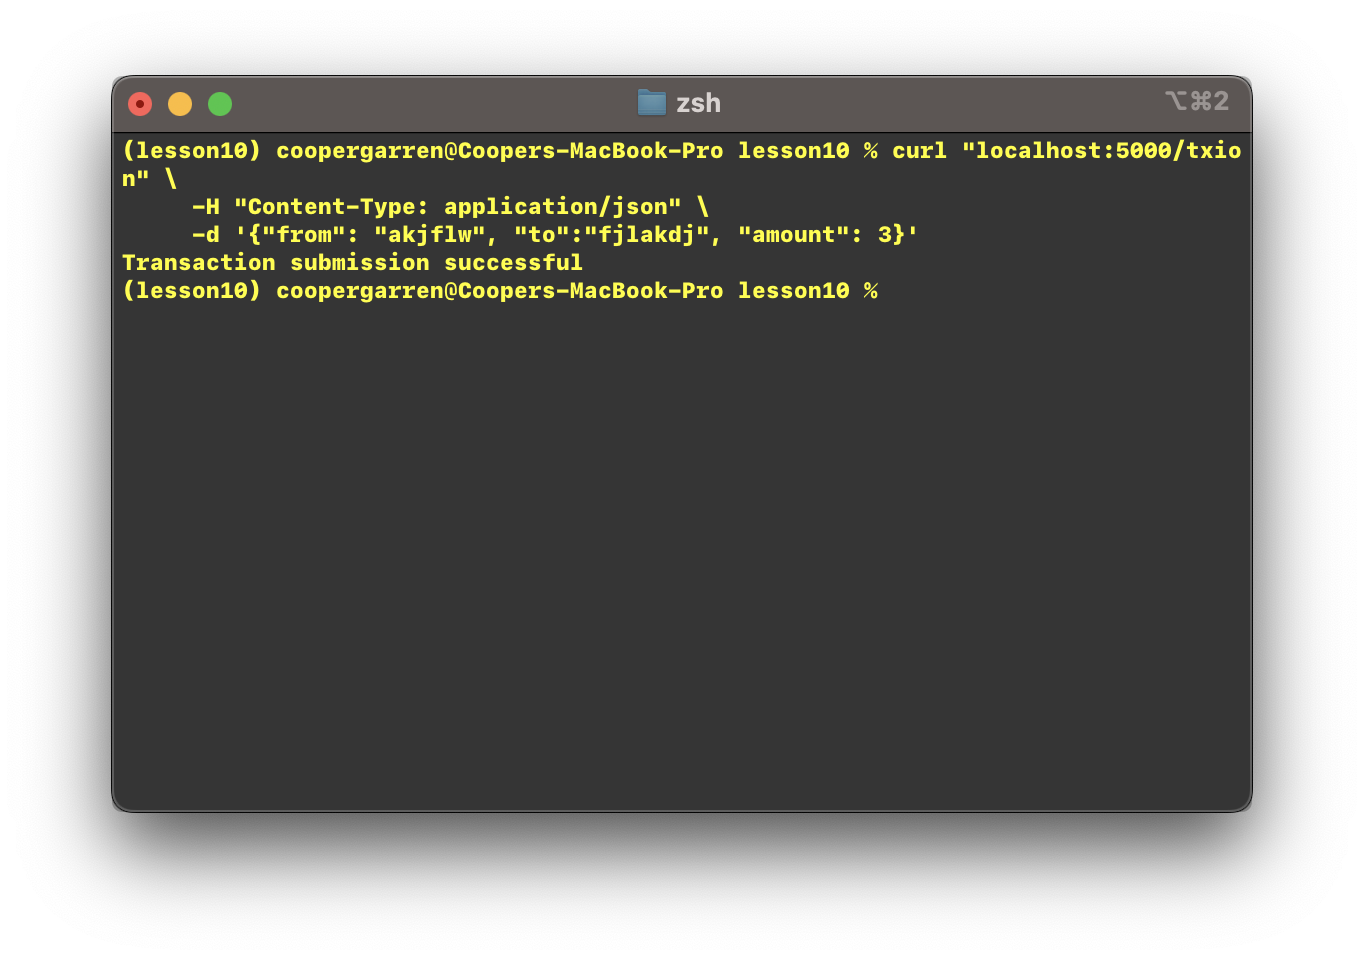 zsh
⌥⌘2
(lesson10) coopergarren@Coopers-MacBook-Pro lesson10 % curl "localhost:5000/txio
n" \
     -H "Content-Type: application/json" \
     -d '{"from": "akjflw", "to":"fjlakdj", "amount": 3}'
Transaction submission successful
(lesson10) coopergarren@Coopers-MacBook-Pro lesson10 %